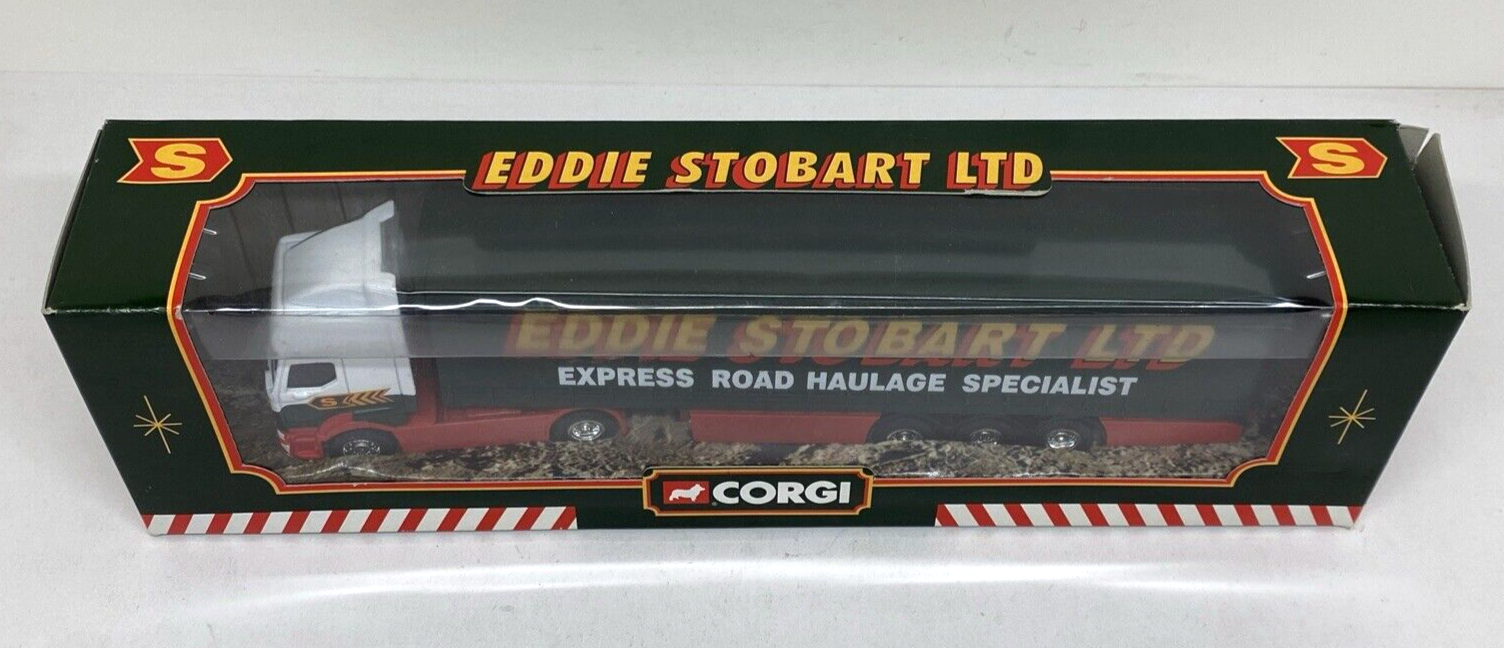 S
EDDIE STOBART LTD
S
EDDIE STOBART LTD
EXPRESS ROAD HAULAGE SPECIALIST
S
CORGI